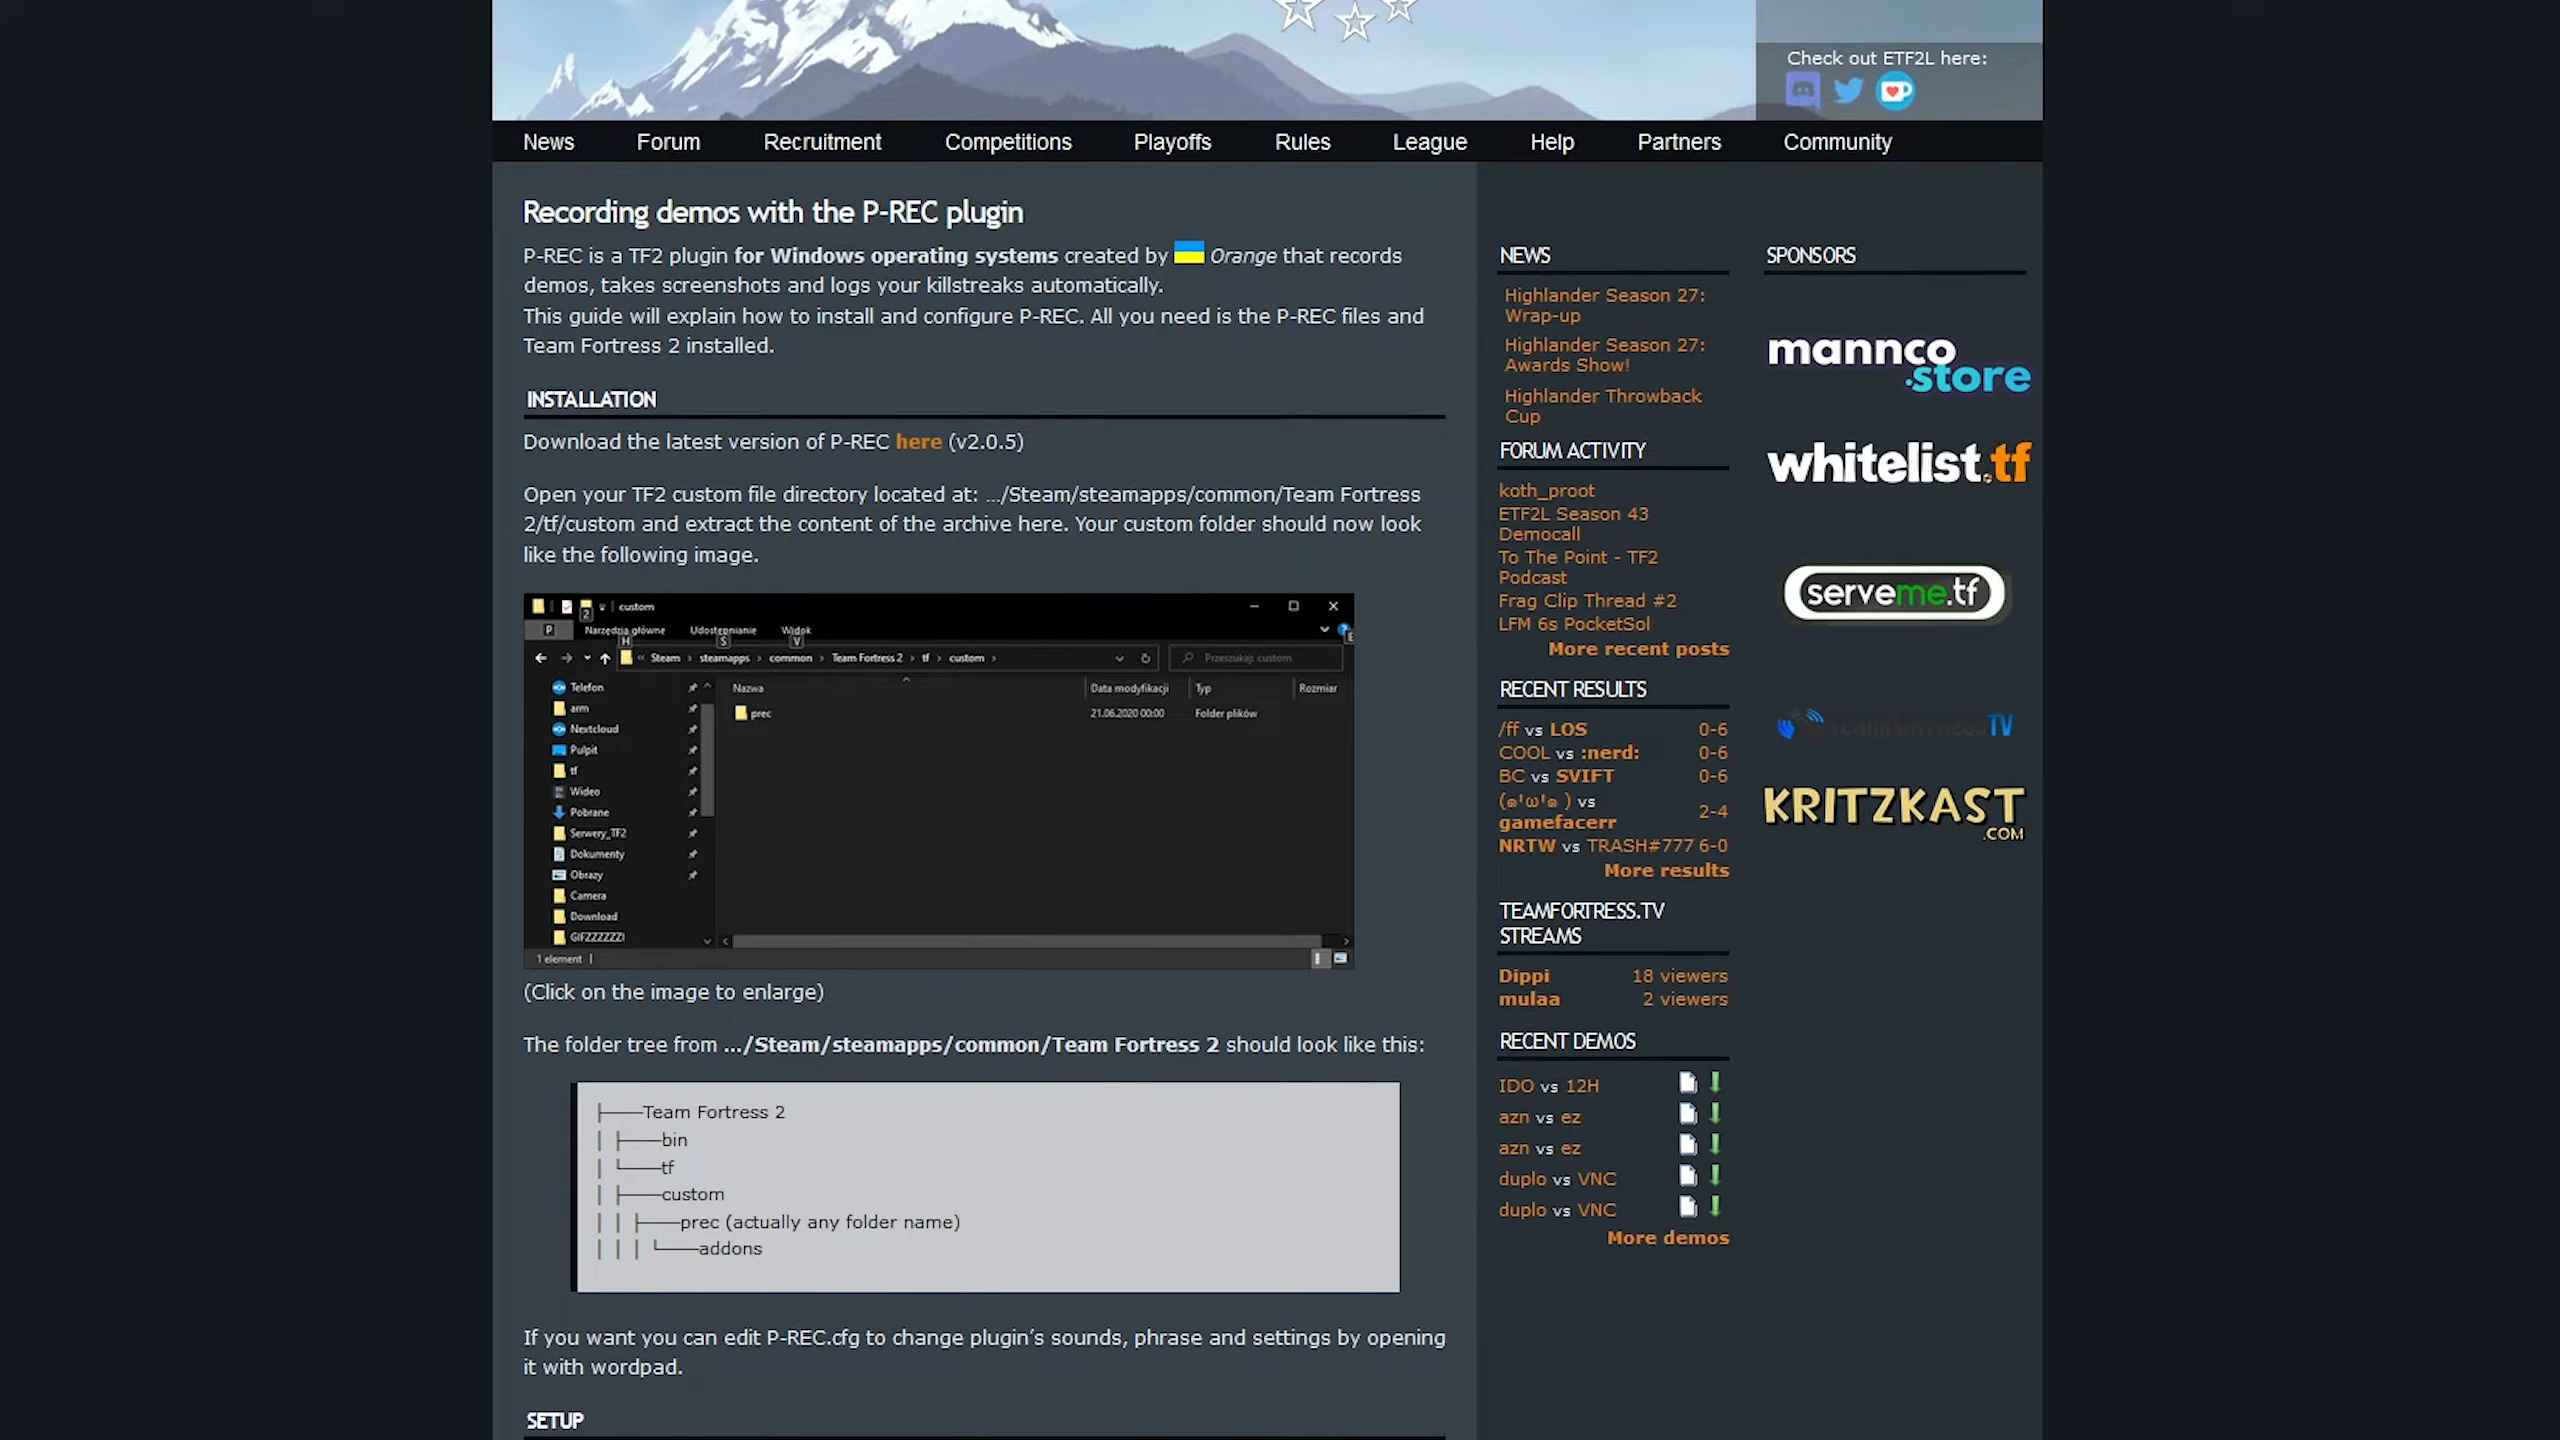 Check out ETF2L here:
News Forum Recruitment Competitions Playoffs Rules League Help Partners Community
Recording demos with the P-REC plugin
P-REC is a TF2 plugin for Windows operating systems created by Orange that records
demos, takes screenshots and logs your killstreaks automatically.
This guide will explain how to install and configure P-REC. All you need is the P-REC files and
Team Fortress 2 installed.
INSTALLATION
Download the latest version of P-REC here (v2.0.5)
Open your TF2 custom file directory located at: .../Steam/steamapps/common/Team Fortress
2/tf/custom and extract the content of the archive here. Your custom folder should now look
like the following image.
custom
P Narzędzia główne Udostępnianie Widok
H S V E
Steam steamapps common Team Fortress 2 tf custom
Przeszukaj: custom
Nazwa Data modyfikacji Typ Rozmiar
prec 21.06.2020 00:00 Folder plików
Telefon
arm
Nextcloud
Pulpit
tf
Wideo
Pobrane
Serwery_TF2
Dokumenty
Obrazy
Camera
Download
GIFZZZZZZ!
1 element
(Click on the image to enlarge)
The folder tree from .../Steam/steamapps/common/Team Fortress 2 should look like this:
├───Team Fortress 2
│ ├───bin
│ └───tf
│ ├───custom
│ │ ├───prec (actually any folder name)
│ │ │ └───addons
If you want you can edit P-REC.cfg to change plugin's sounds, phrase and settings by opening
it with wordpad.
SETUP
NEWS
Highlander Season 27:
Wrap-up
Highlander Season 27:
Awards Show!
Highlander Throwback
Cup
FORUM ACTIVITY
koth_proot
ETF2L Season 43
Democall
To The Point - TF2
Podcast
Frag Clip Thread #2
LFM 6s PocketSol
More recent posts
RECENT RESULTS
/ff vs LOS 0-6
COOL vs :nerd: 0-6
BC vs SVIFT 0-6
(๑'ω'๑ ) vs
gamefacerr 2-4
NRTW vs TRASH#777 6-0
More results
TEAMFORTRESS.TV
STREAMS
Dippi 18 viewers
mulaa 2 viewers
RECENT DEMOS
IDO vs 12H
azn vs ez
azn vs ez
duplo vs VNC
duplo vs VNC
More demos
SPONSORS
mannco
.store
whitelist.tf
serveme.tf
TV
KRITZKAST
.COM